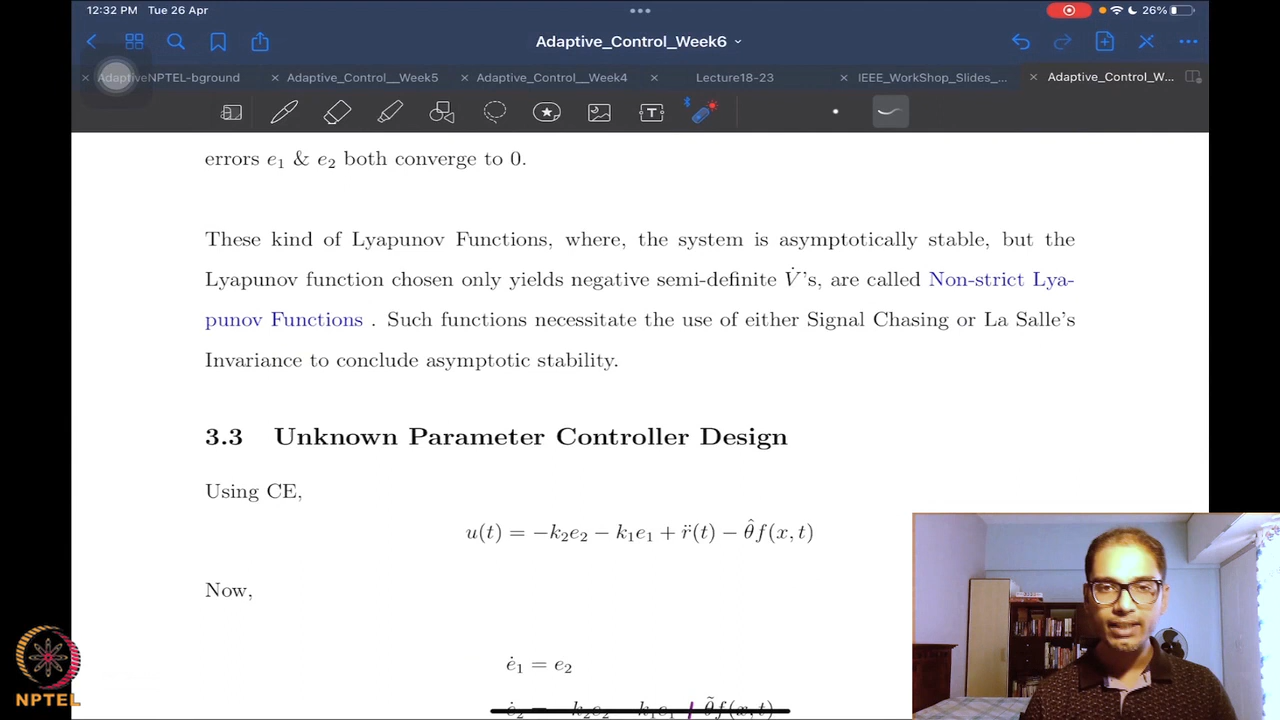 12:32 PM Tue 26 Apr
26%
Adaptive_Control_Week6
AdaptiveNPTEL-bground
Adaptive_Control__Week5
Adaptive_Control__Week4
Lecture18-23
IEEE_WorkShop_Slides_...
Adaptive_Control_W...
errors e₁ & e₂ both converge to 0.
These kind of Lyapunov Functions, where, the system is asymptotically stable, but the
Lyapunov function chosen only yields negative semi-definite V̇'s, are called Non-strict Lya-
punov Functions . Such functions necessitate the use of either Signal Chasing or La Salle's
Invariance to conclude asymptotic stability.
3.3 Unknown Parameter Controller Design
Using CE,
u(t) = −k₂e₂ − k₁e₁ + r̈(t) − θ̂f(x, t)
Now,
ė₁ = e₂
NPTEL